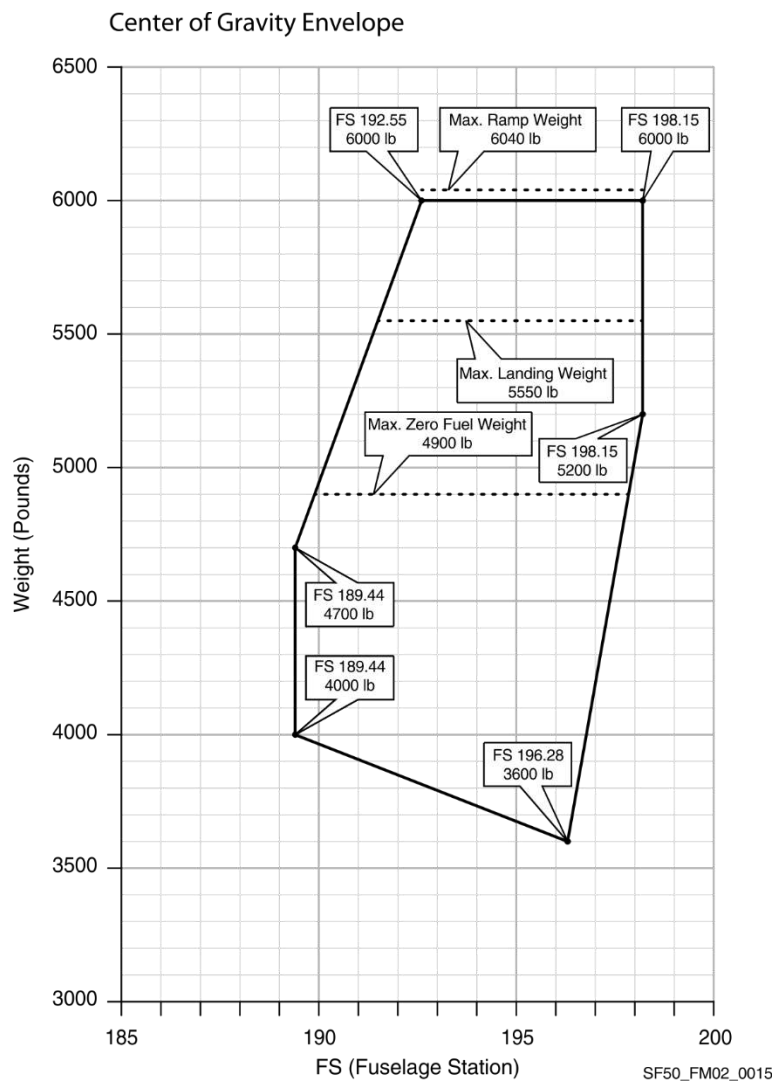 Center of Gravity Envelope
6500
FS 192.55
6000 lb
Max. Ramp Weight
6040 lb
FS 198.15
6000 lb
6000
5500
Max. Landing Weight
5550 lb
Max. Zero Fuel Weight
4900 lb
FS 198.15
5200 lb
5000
Weight (Pounds)
FS 189.44
4700 lb
4500
FS 189.44
4000 lb
4000
FS 196.28
3600 lb
3500
3000
185
190
195
200
FS (Fuselage Station)
SF50_FM02_0015